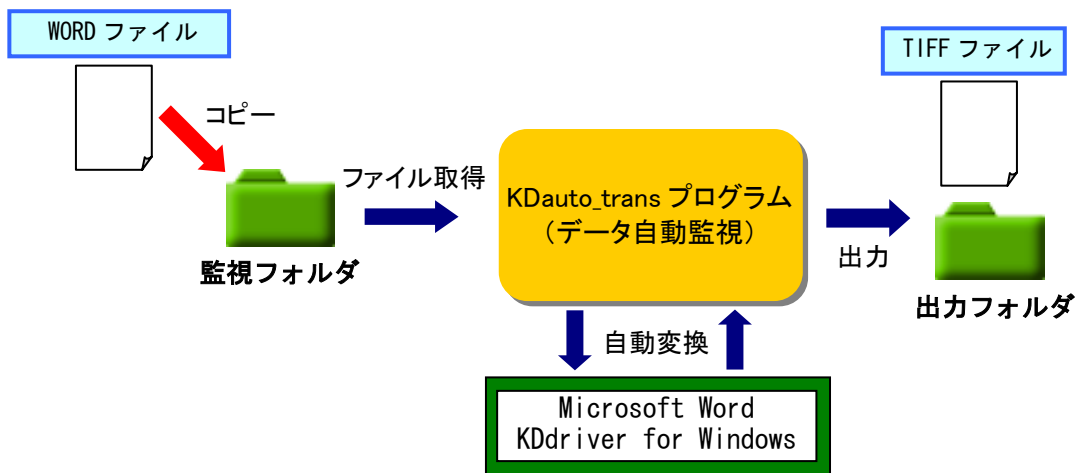 WORD ファイル
TIFF ファイル
コピー
ファイル取得
KDauto_trans プログラム
（データ自動監視）
出力
監視フォルダ
出力フォルダ
自動変換
Microsoft Word
KDdriver for Windows